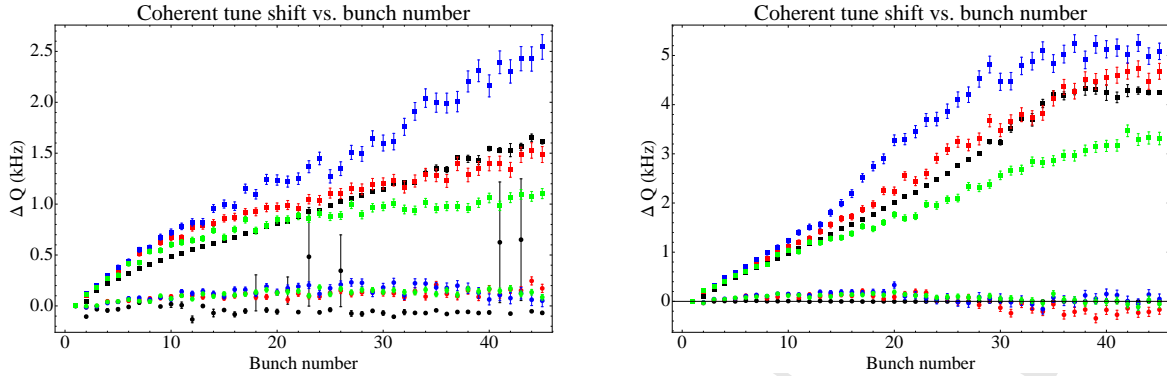 Coherent tune shift vs. bunch number
2.5
2.0
1.5
1.0
0.5
0.0
Δ Q (kHz)
0 10 20 30 40
Bunch number
Coherent tune shift vs. bunch number
5
4
3
2
1
0
Δ Q (kHz)
0 10 20 30 40
Bunch number